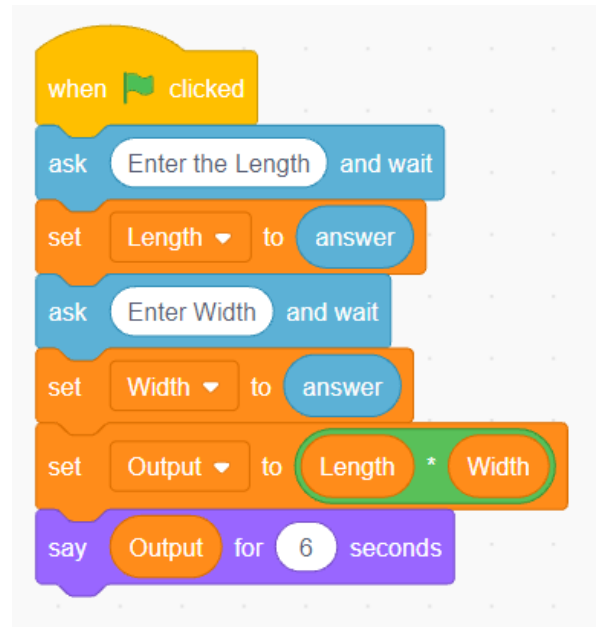 when clicked
ask Enter the Length and wait
set Length to answer
ask Enter Width and wait
set Width to answer
set Output to Length * Width
say Output for 6 seconds